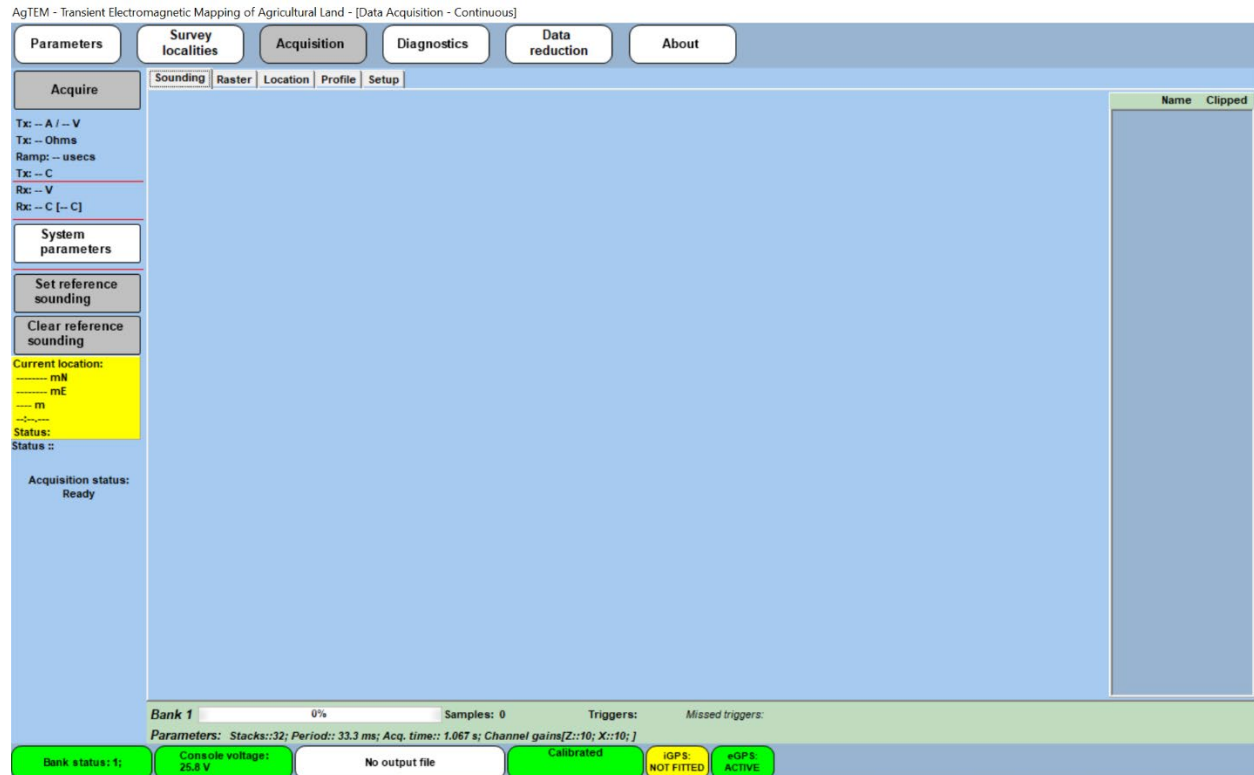 AgTEM - Transient Electromagnetic Mapping of Agricultural Land - [Data Acquisition - Continuous]
Parameters
Survey
localities
Acquisition
Diagnostics
Data
reduction
About
Acquire
Tx: -- A / -- V
Tx: -- Ohms
Ramp: -- usecs
Tx: -- C
Rx: -- V
Rx: -- C [-- C]
System
parameters
Set reference
sounding
Clear reference
sounding
Current location:
-------- mN
-------- mE
---- m
--:--.---
Status:
Status ::
Acquisition status:
Ready
Sounding Raster Location Profile Setup
Name Clipped
Bank 1 0% Samples: 0 Triggers: Missed triggers:
Parameters: Stacks::32; Period:: 33.3 ms; Acq. time:: 1.067 s; Channel gains[Z::10; X::10; ]
Bank status: 1;
Console voltage:
25.8 V
No output file
Calibrated
iGPS:
NOT FITTED
eGPS:
ACTIVE